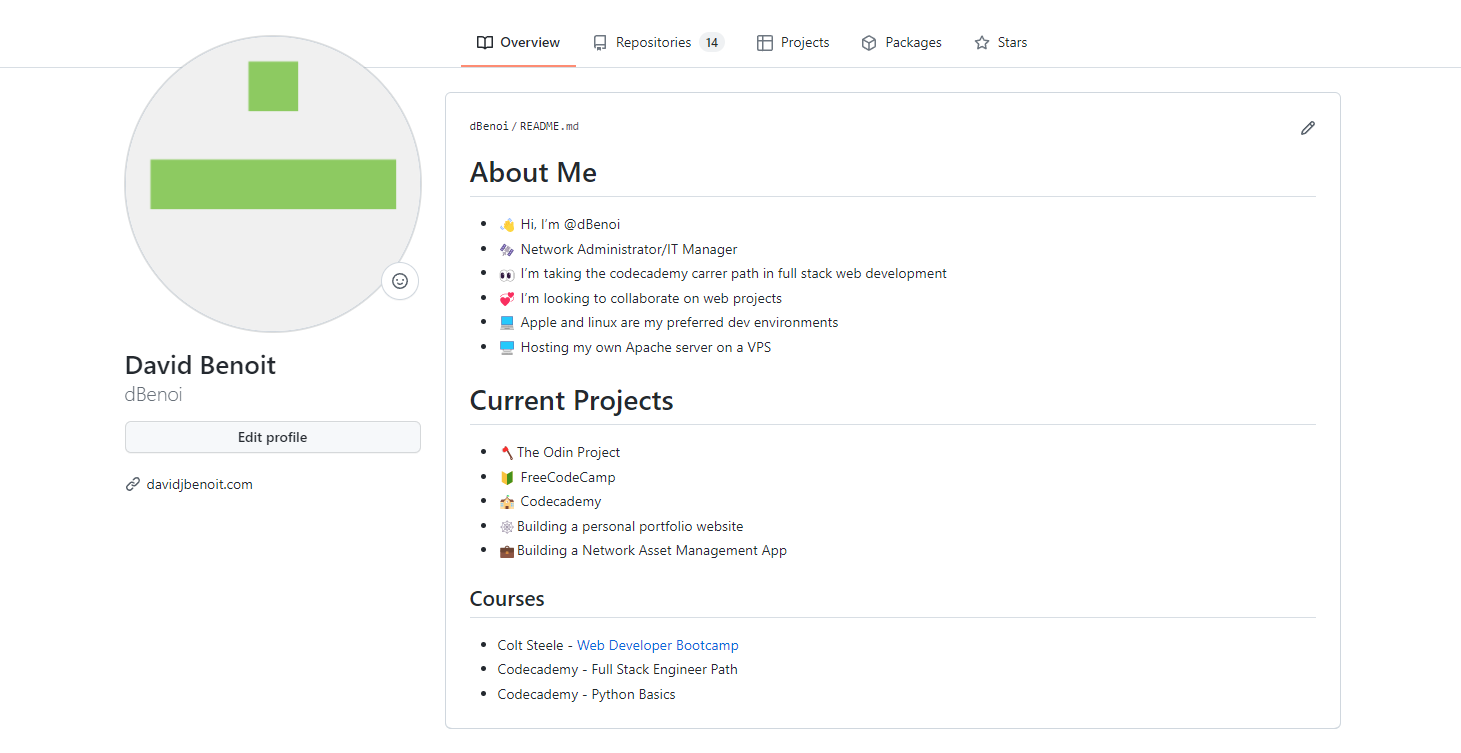 Overview Repositories 14 Projects Packages Stars
dBenoi / README.md
About Me
👋 Hi, I'm @dBenoi
🛰️ Network Administrator/IT Manager
👀 I'm taking the codecademy carrer path in full stack web development
💞️ I'm looking to collaborate on web projects
💻 Apple and linux are my preferred dev environments
🖥️ Hosting my own Apache server on a VPS
David Benoit
dBenoi
Edit profile
davidjbenoit.com
Current Projects
🪓 The Odin Project
🔰 FreeCodeCamp
🏫 Codecademy
🕸️ Building a personal portfolio website
💼 Building a Network Asset Management App
Courses
Colt Steele - Web Developer Bootcamp
Codecademy - Full Stack Engineer Path
Codecademy - Python Basics